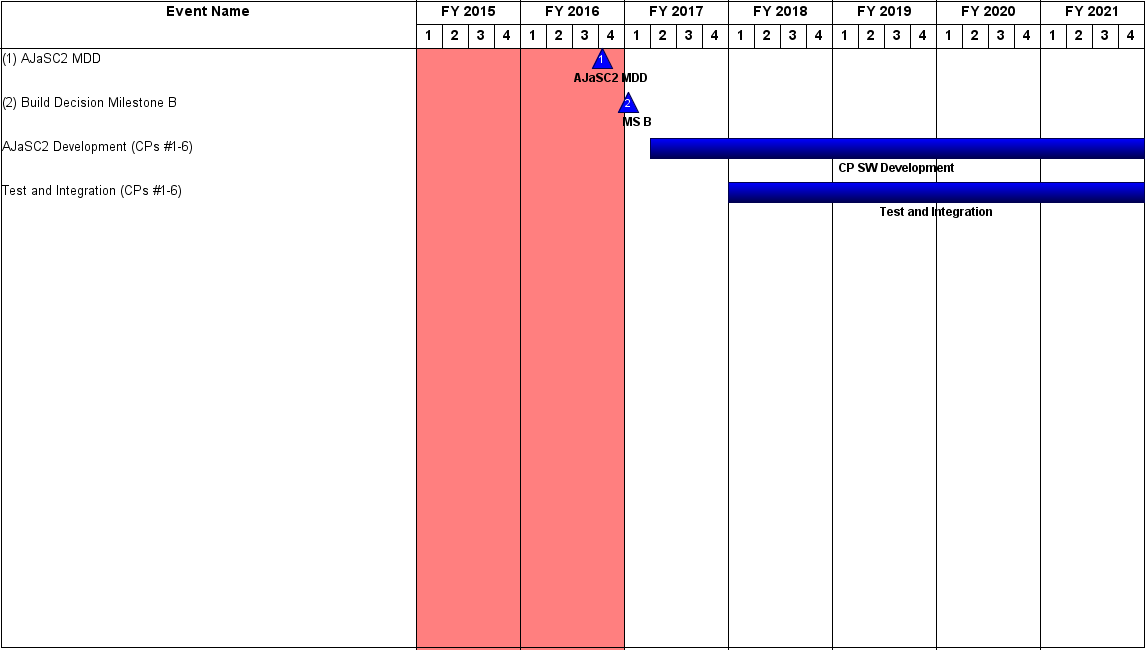 Event Name FY 2015 FY 2016 FY 2017 FY 2018 FY 2019 FY 2020 FY 2021
1 2 3 4 1 2 3 4 1 2 3 4 1 2 3 4 1 2 3 4 1 2 3 4 1 2 3 4
(1) AJaSC2 MDD 1
AJaSC2 MDD
(2) Build Decision Milestone B 2
MS B
AJaSC2 Development (CPs #1-6)
CP SW Development
Test and Integration (CPs #1-6)
Test and Integration